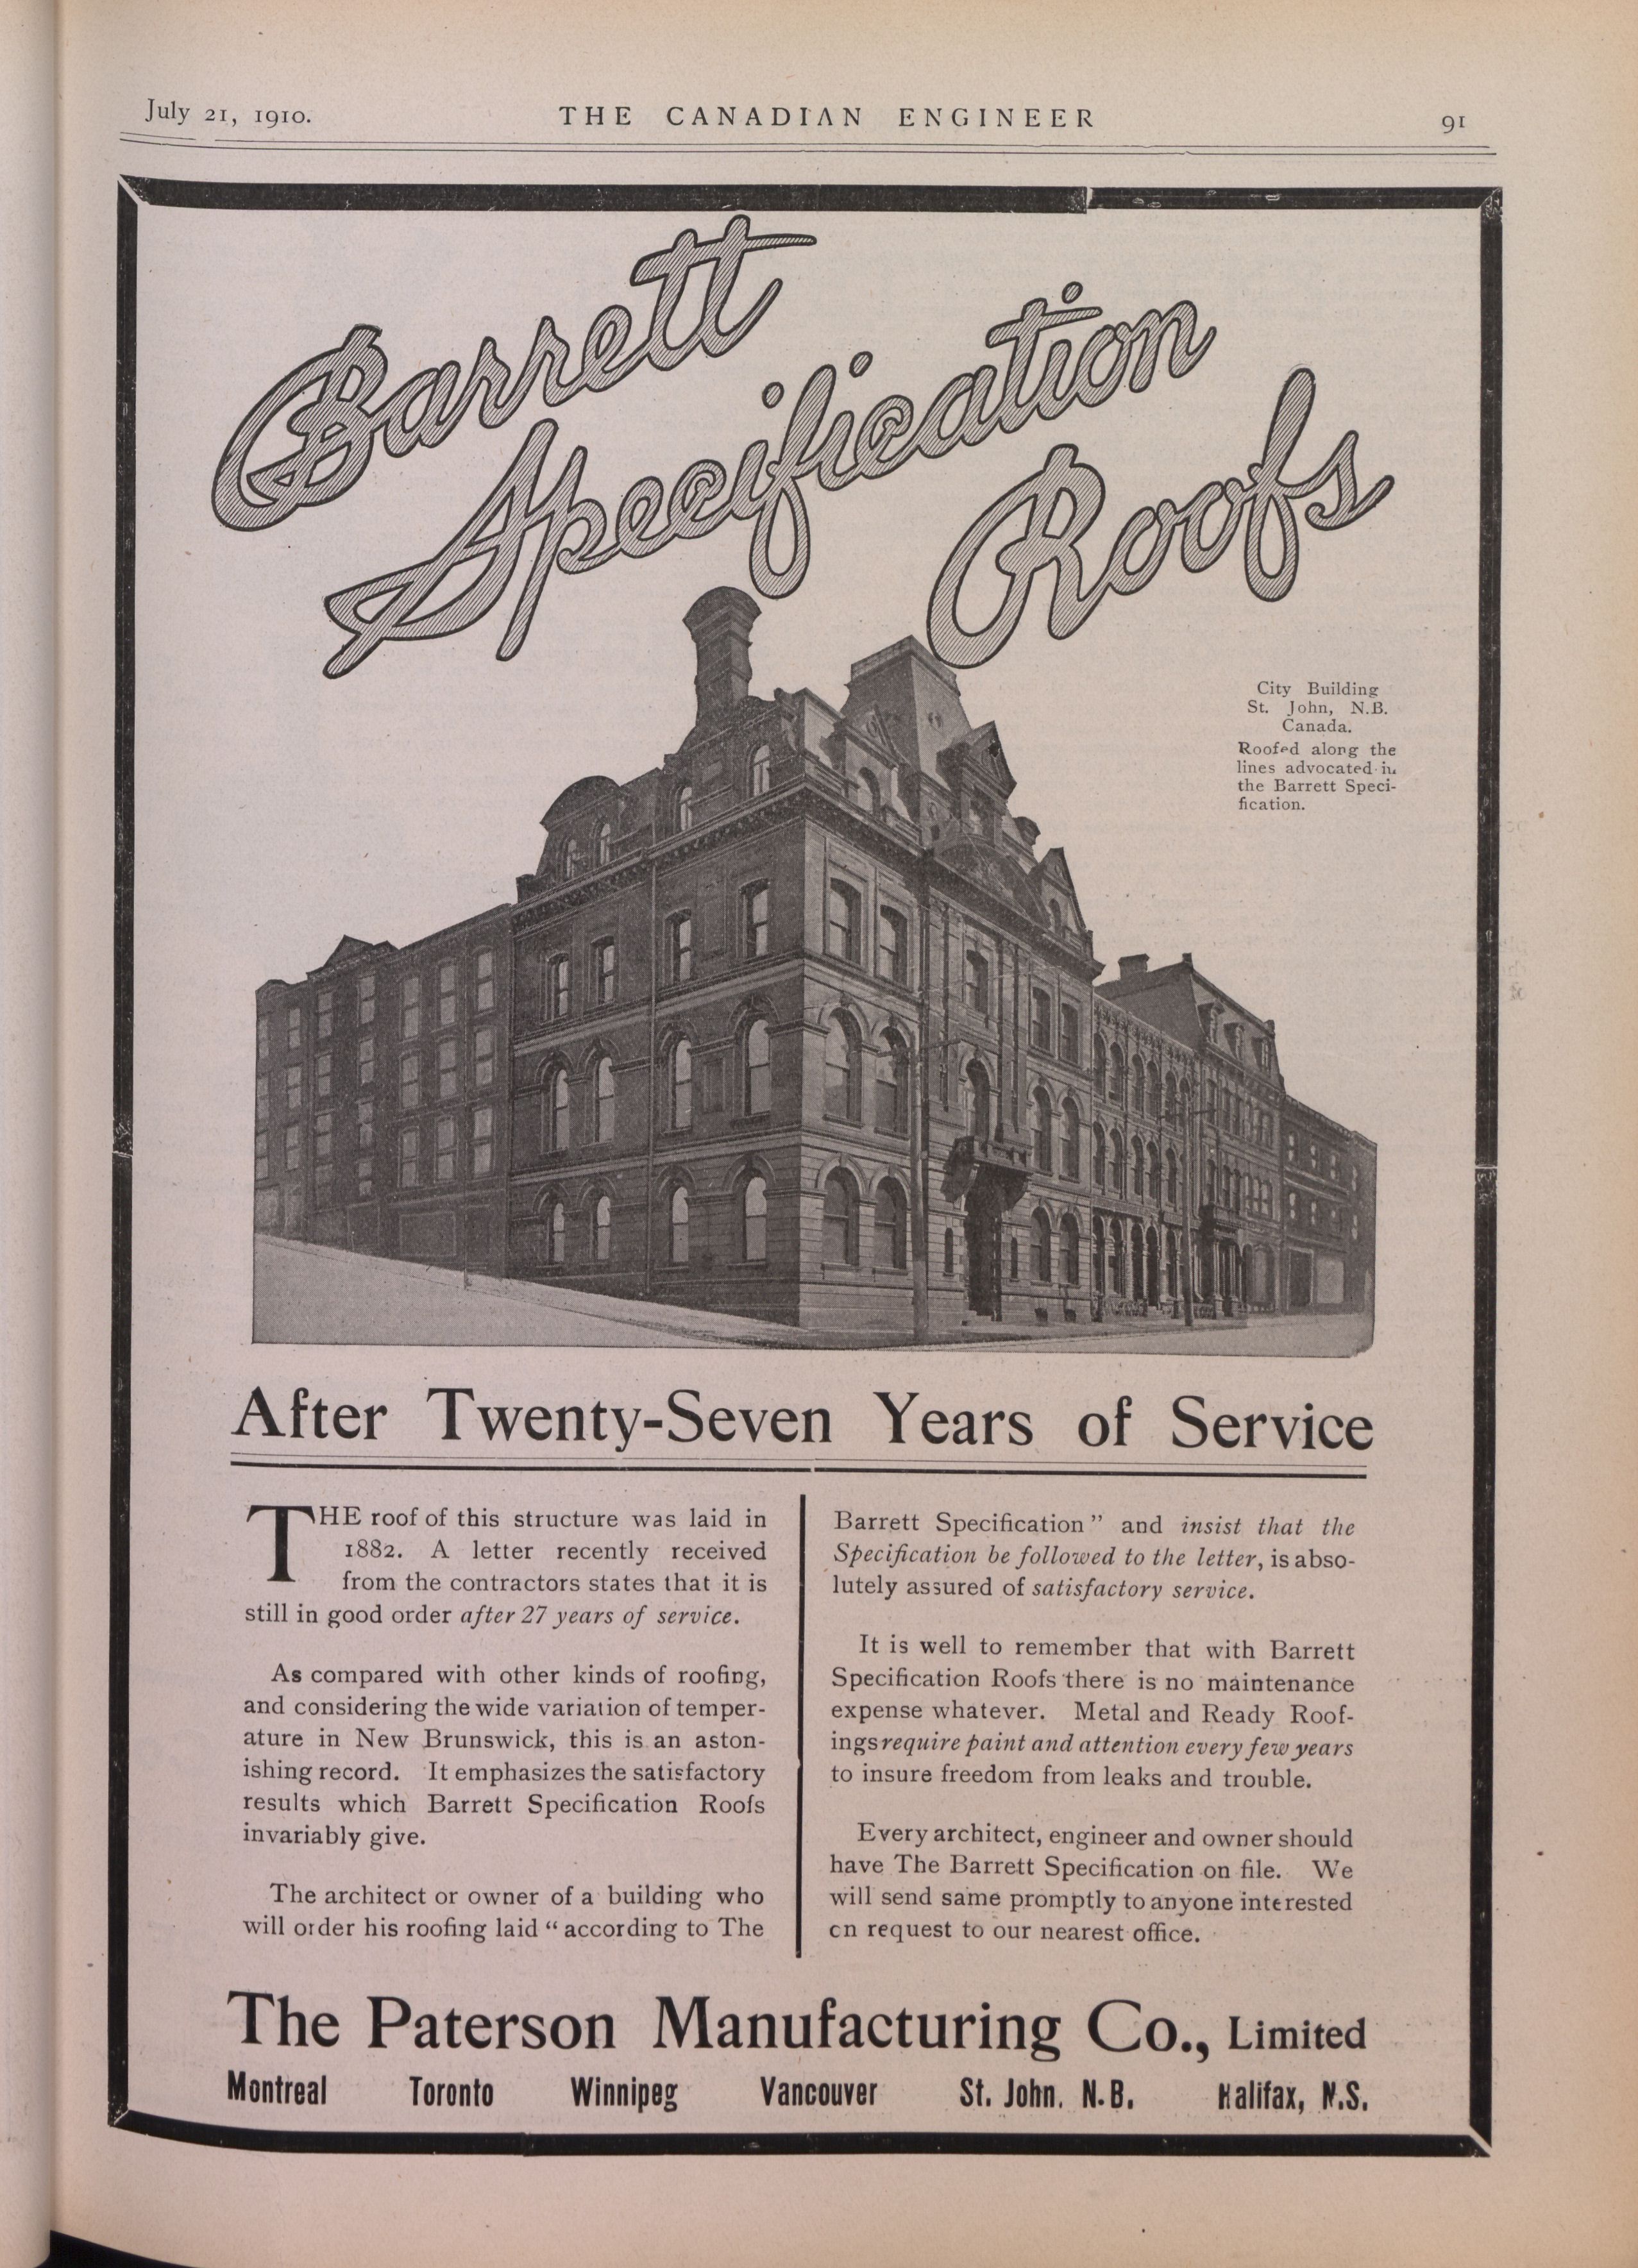 July 21, 1910.
THE CANADIAN ENGINEER
91
Barrett
Specification
Roofs
City Building
St. John, N.B.
Canada.
Roofed along the
lines advocated in
the Barrett Speci-
fication.
After Twenty-Seven Years of Service
THE roof of this structure was laid in
1882. A letter recently received
from the contractors states that it is
still in good order after 27 years of service.
As compared with other kinds of roofing,
and considering the wide variation of temper-
ature in New Brunswick, this is an aston-
ishing record. It emphasizes the satisfactory
results which Barrett Specification Roofs
invariably give.
The architect or owner of a building who
will order his roofing laid “ according to The
Barrett Specification ” and insist that the
Specification be followed to the letter, is abso-
lutely assured of satisfactory service.
It is well to remember that with Barrett
Specification Roofs there is no maintenance
expense whatever. Metal and Ready Roof-
ings require paint and attention every few years
to insure freedom from leaks and trouble.
Every architect, engineer and owner should
have The Barrett Specification on file. We
will send same promptly to anyone interested
on request to our nearest office.
The Paterson Manufacturing Co., Limited
Montreal Toronto Winnipeg Vancouver St. John, N.B. Halifax, N.S.